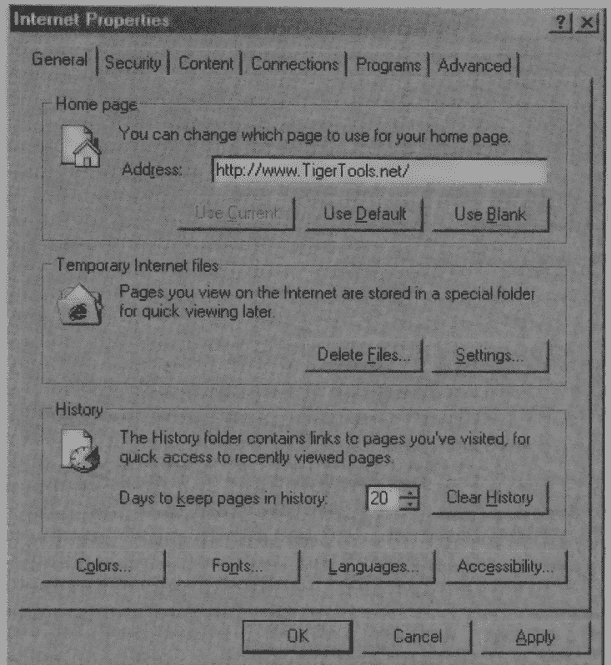 Internet Properties
General Security Content Connections Programs Advanced
Home page
You can change which page to use for your home page.
Address: http://www.TigerTools.net/
Use Current Use Default Use Blank
Temporary Internet files
Pages you view on the Internet are stored in a special folder
for quick viewing later.
Delete Files... Settings...
History
The History folder contains links to pages you've visited, for
quick access to recently viewed pages.
Days to keep pages in history: 20 Clear History
Colors... Fonts... Languages... Accessibility...
OK Cancel Apply